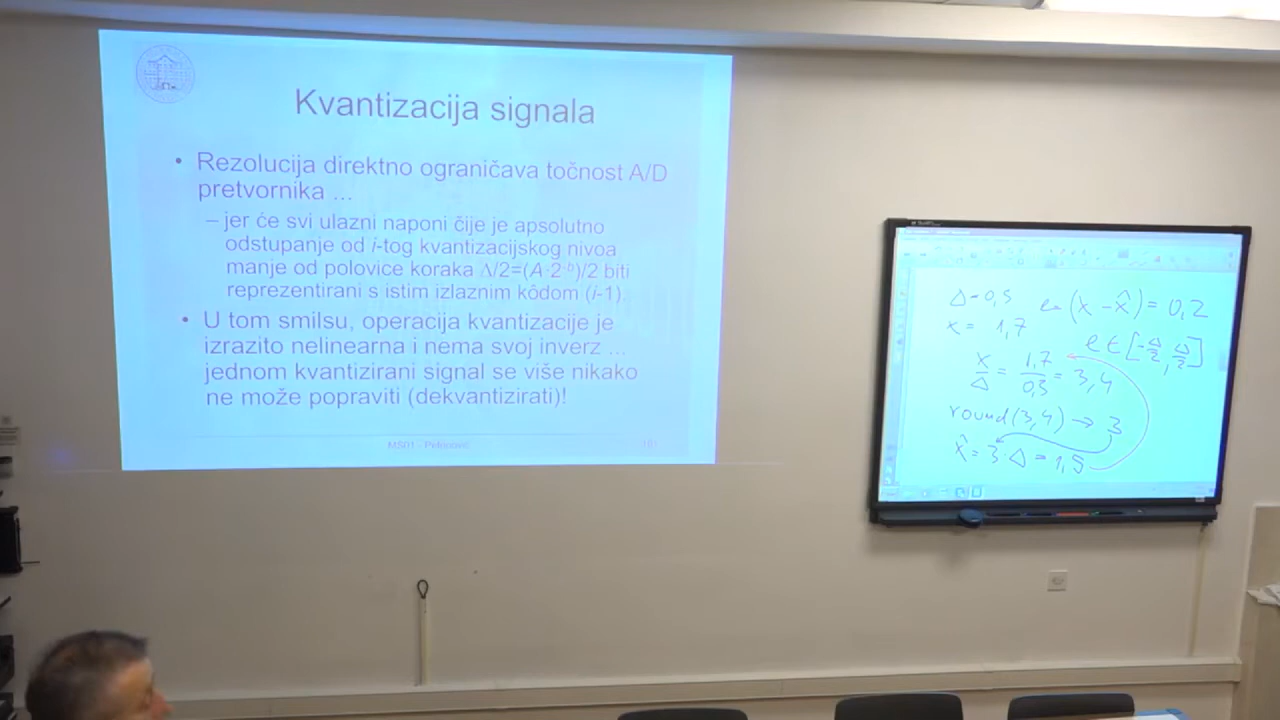 Kvantizacija signala
• Rezolucija direktno ograničava točnost A/D
pretvornika ...
– jer će svi ulazni naponi čije je apsolutno
odstupanje od i-tog kvantizacijskog nivoa
manje od polovice koraka Δ/2=(A·2⁻ᵇ)/2 biti
reprezentirani s istim izlaznim kôdom (i-1).
• U tom smilsu, operacija kvantizacije je
izrazito nelinearna i nema svoj inverz ...
jednom kvantizirani signal se više nikako
ne može popraviti (dekvantizirati)!
Δ=0,5
(x - x̂) = 0,2
x = 1,7
e∈[-Δ/2, Δ/2]
x/Δ = 1,7/0,5 = 3,4
round(3,4) → 3
x̂ = 3·Δ = 1,5